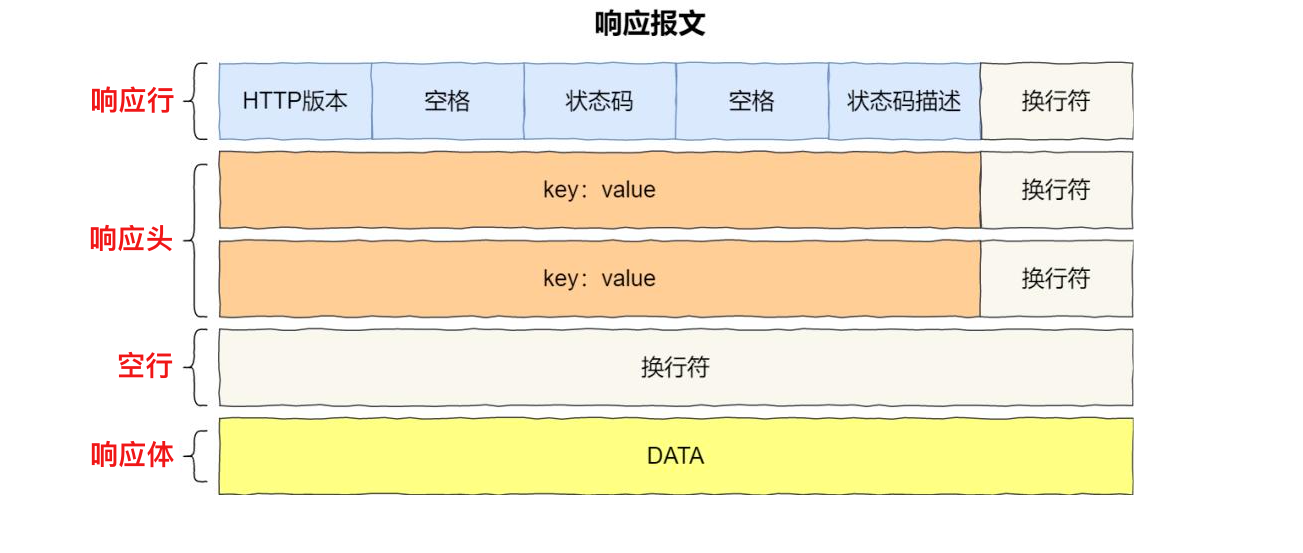 响应报文
响应行
HTTP版本 空格 状态码 空格 状态码描述 换行符
响应头
key：value 换行符
key：value 换行符
空行
换行符
响应体
DATA